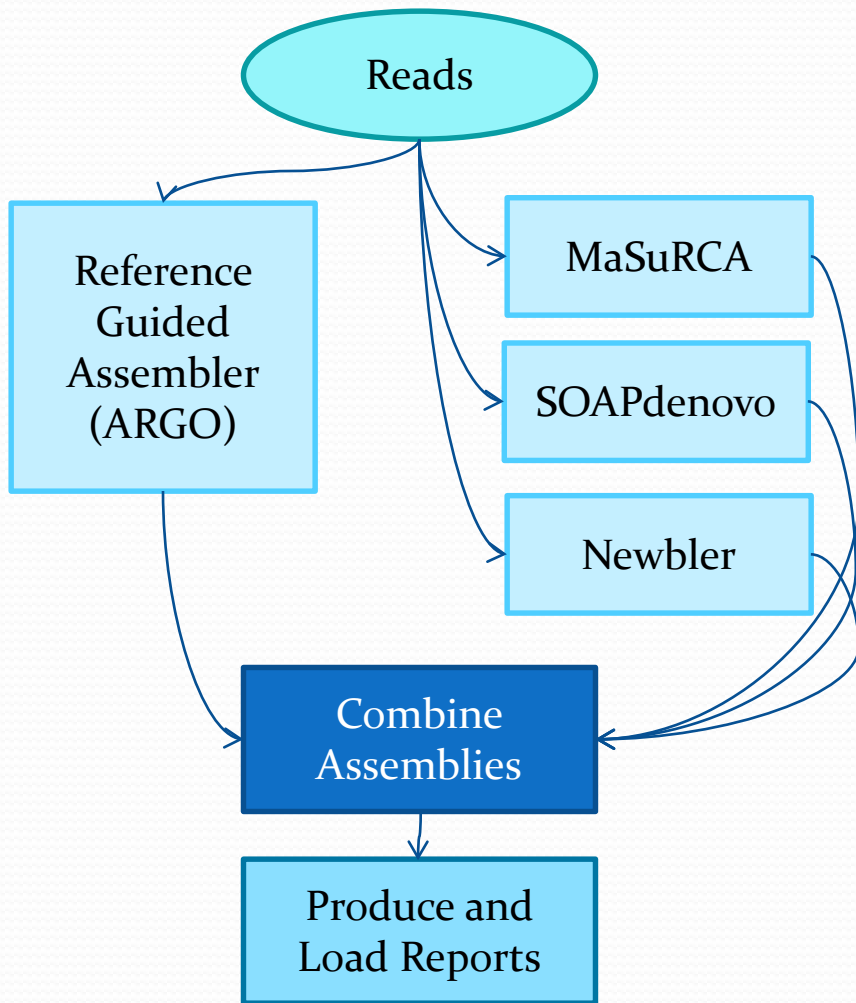 Reads
Reference
Guided
Assembler
(ARGO)
MaSuRCA
SOAPdenovo
Newbler
Combine
Assemblies
Produce and
Load Reports